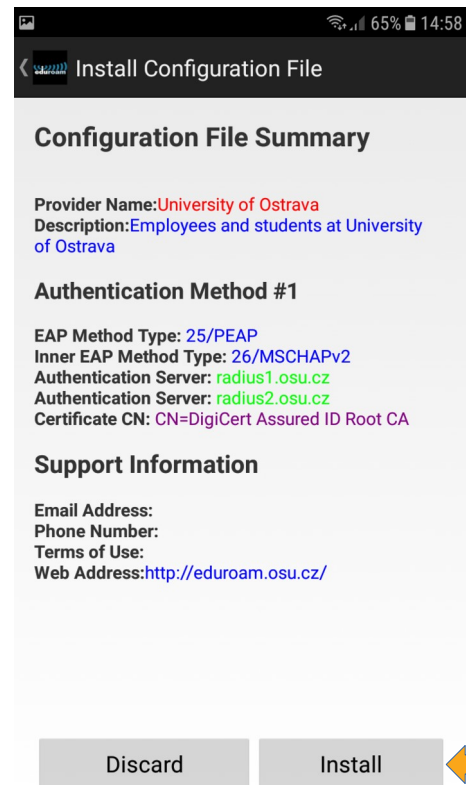 65% 14:58
eduroam Install Configuration File
Configuration File Summary
Provider Name:University of Ostrava
Description:Employees and students at University
of Ostrava
Authentication Method #1
EAP Method Type: 25/PEAP
Inner EAP Method Type: 26/MSCHAPv2
Authentication Server: radius1.osu.cz
Authentication Server: radius2.osu.cz
Certificate CN: CN=DigiCert Assured ID Root CA
Support Information
Email Address:
Phone Number:
Terms of Use:
Web Address:http://eduroam.osu.cz/
Discard Install